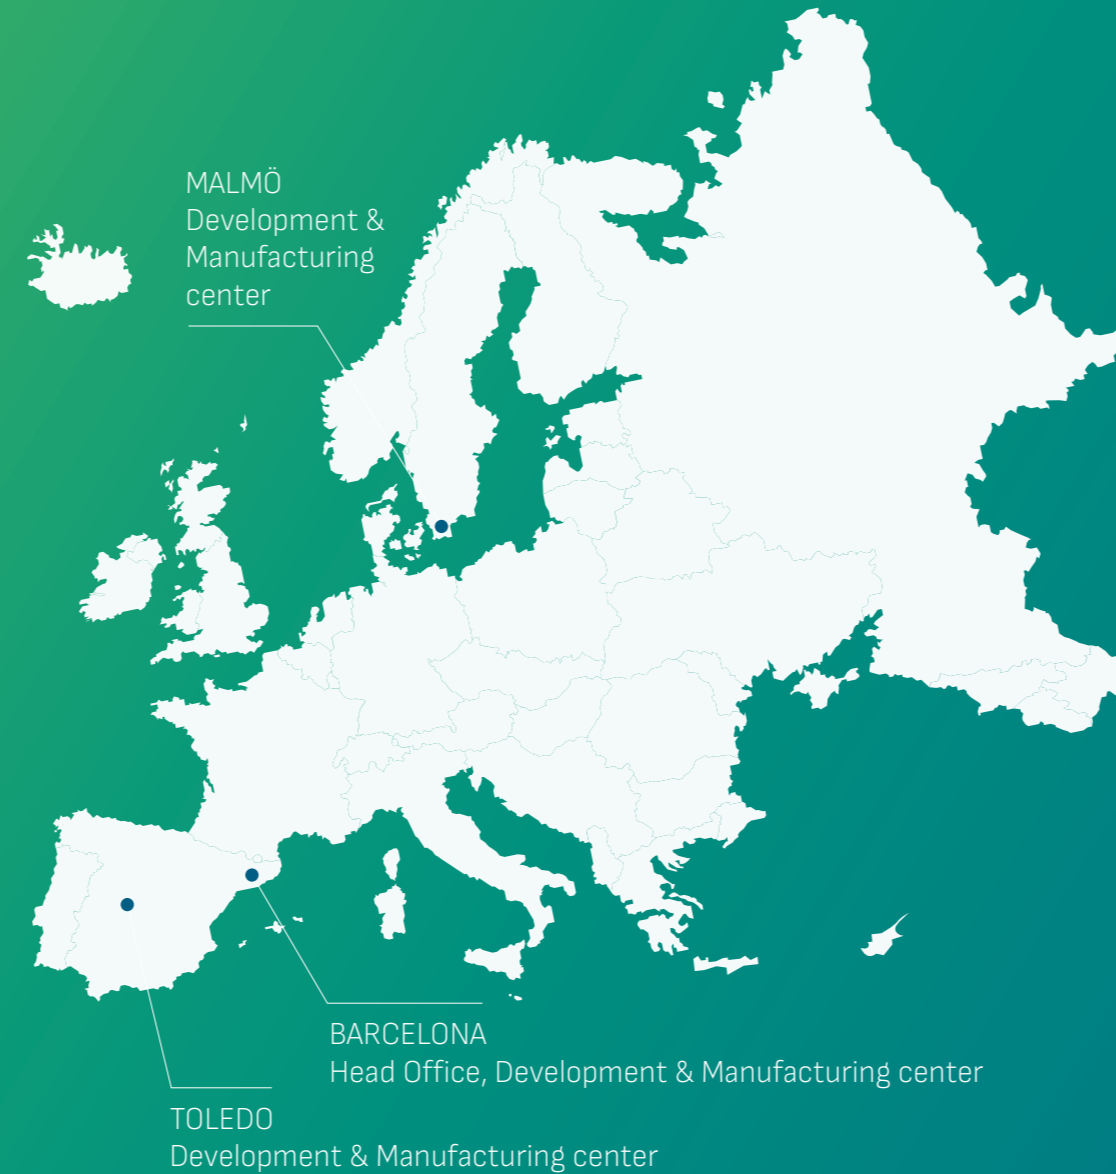 MALMÖ
Development &
Manufacturing
center
BARCELONA
Head Office, Development & Manufacturing center
TOLEDO
Development & Manufacturing center